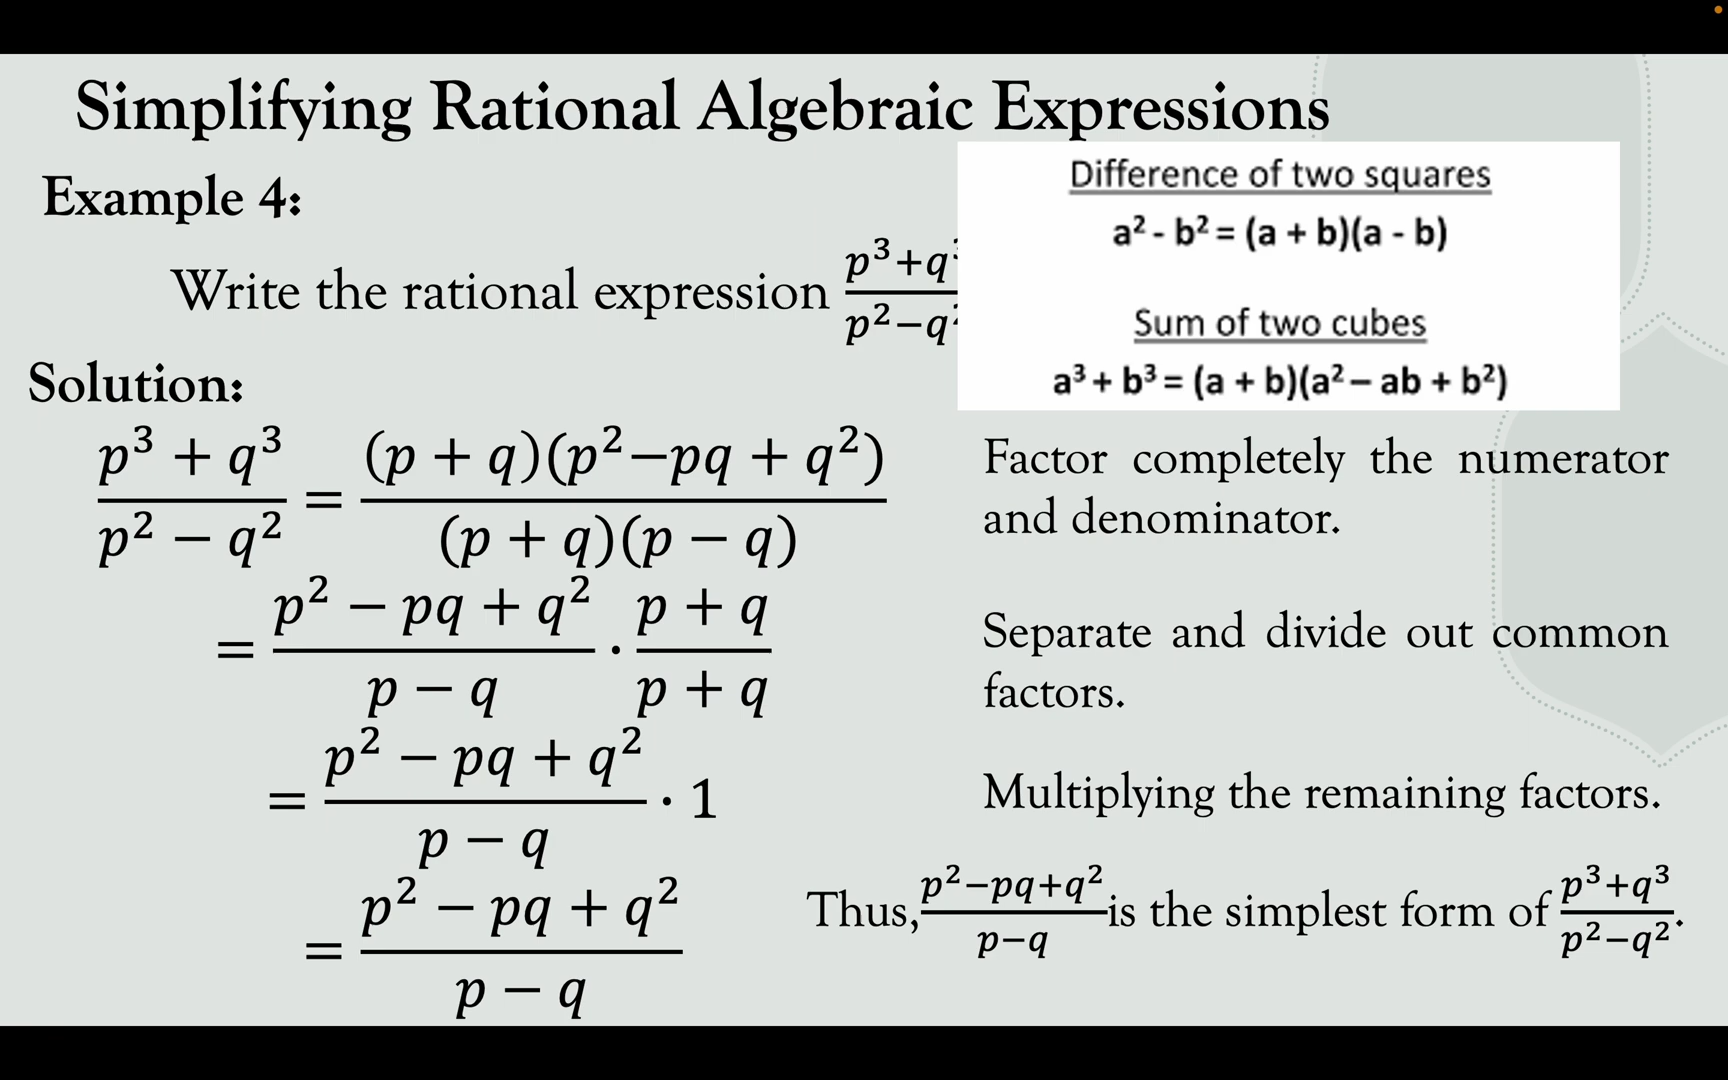 Simplifying Rational Algebraic Expressions
Example 4:
Difference of two squares
a² - b² = (a + b)(a - b)
Sum of two cubes
a³ + b³ = (a + b)(a² – ab + b²)
Write the rational expression (p³+q)/(p²−q)
Solution:
(p³ + q³)/(p² − q²) = ((p + q)(p²−pq + q²))/((p + q)(p − q))
Factor completely the numerator
and denominator.
= (p² − pq + q²)/(p − q) · (p + q)/(p + q)
Separate and divide out common
factors.
= (p² − pq + q²)/(p − q) · 1
Multiplying the remaining factors.
= (p² − pq + q²)/(p − q)
Thus, (p²−pq+q²)/(p−q) is the simplest form of (p³+q³)/(p²−q²).